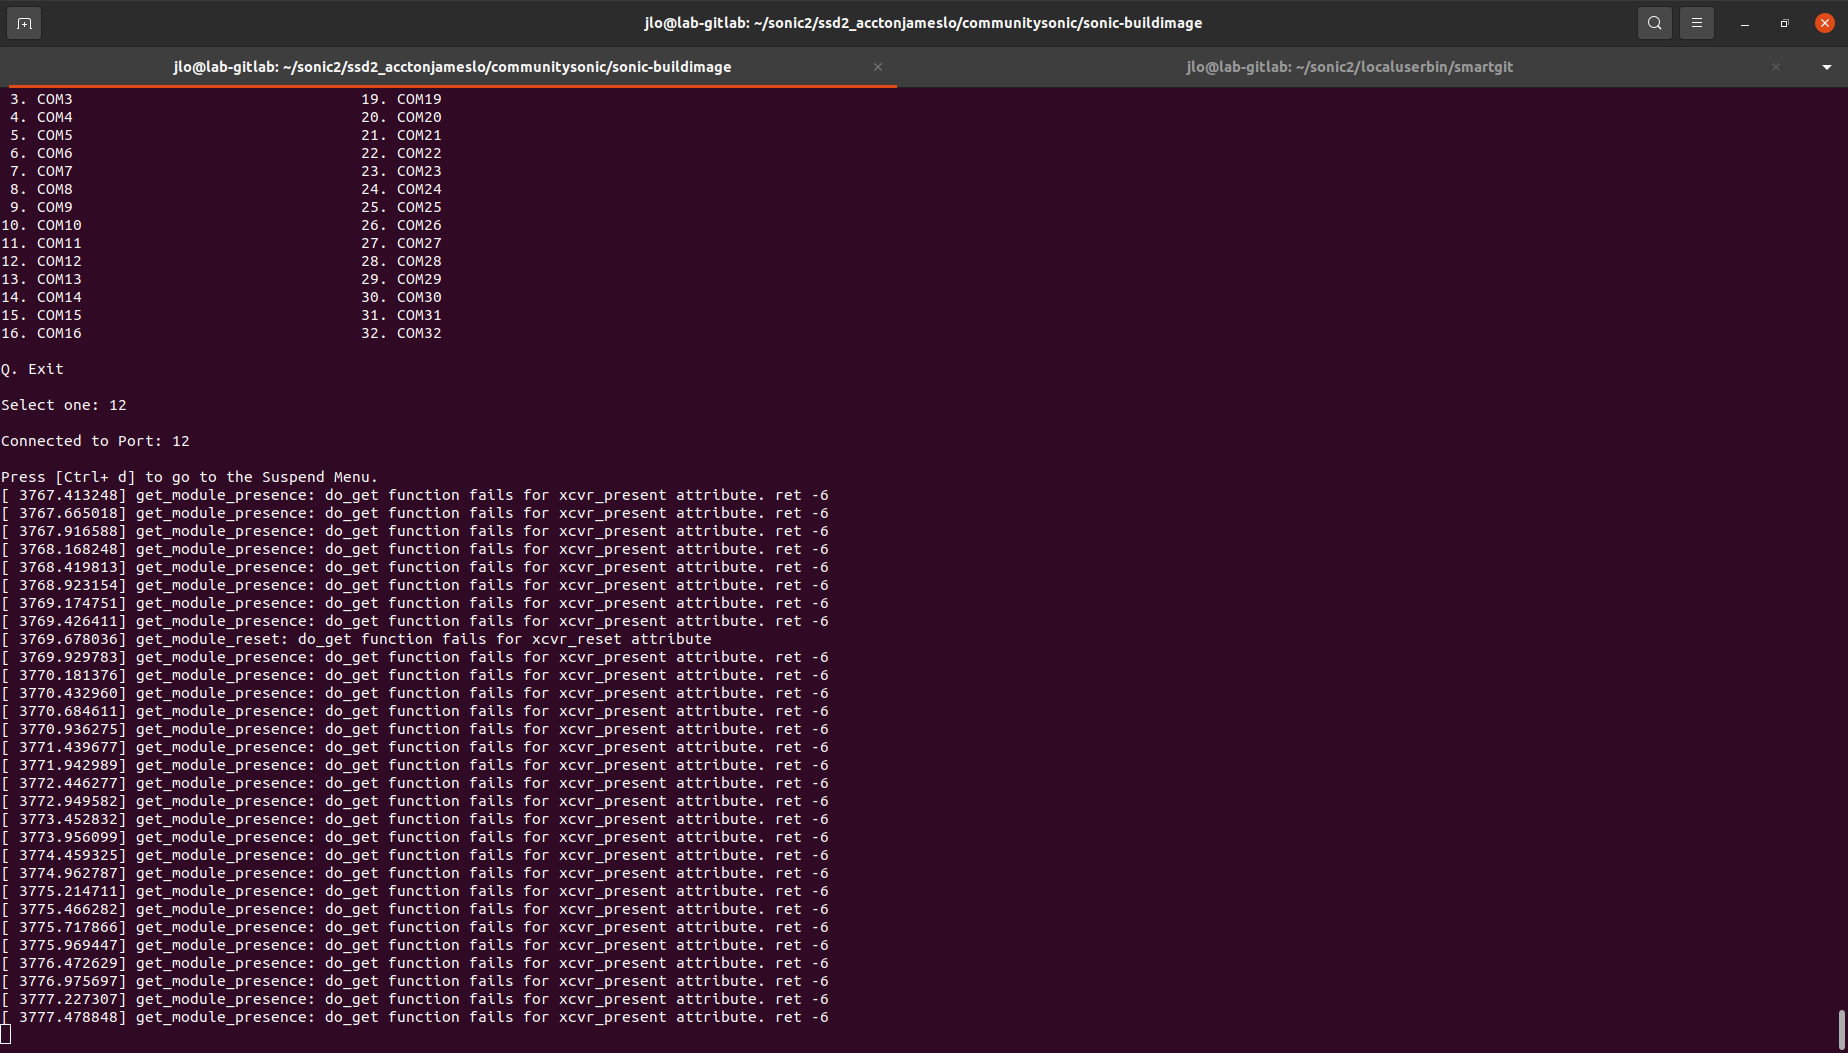 jlo@lab-gitlab: ~/sonic2/ssd2_acctonjameslo/communitysonic/sonic-buildimage
jlo@lab-gitlab: ~/sonic2/ssd2_acctonjameslo/communitysonic/sonic-buildimage
jlo@lab-gitlab: ~/sonic2/localuserbin/smartgit
3. COM3 19. COM19
4. COM4 20. COM20
5. COM5 21. COM21
6. COM6 22. COM22
7. COM7 23. COM23
8. COM8 24. COM24
9. COM9 25. COM25
10. COM10 26. COM26
11. COM11 27. COM27
12. COM12 28. COM28
13. COM13 29. COM29
14. COM14 30. COM30
15. COM15 31. COM31
16. COM16 32. COM32
Q. Exit
Select one: 12
Connected to Port: 12
Press [Ctrl+ d] to go to the Suspend Menu.
[ 3767.413248] get_module_presence: do_get function fails for xcvr_present attribute. ret -6
[ 3767.665018] get_module_presence: do_get function fails for xcvr_present attribute. ret -6
[ 3767.916588] get_module_presence: do_get function fails for xcvr_present attribute. ret -6
[ 3768.168248] get_module_presence: do_get function fails for xcvr_present attribute. ret -6
[ 3768.419813] get_module_presence: do_get function fails for xcvr_present attribute. ret -6
[ 3768.923154] get_module_presence: do_get function fails for xcvr_present attribute. ret -6
[ 3769.174751] get_module_presence: do_get function fails for xcvr_present attribute. ret -6
[ 3769.426411] get_module_presence: do_get function fails for xcvr_present attribute. ret -6
[ 3769.678036] get_module_reset: do_get function fails for xcvr_reset attribute
[ 3769.929783] get_module_presence: do_get function fails for xcvr_present attribute. ret -6
[ 3770.181376] get_module_presence: do_get function fails for xcvr_present attribute. ret -6
[ 3770.432960] get_module_presence: do_get function fails for xcvr_present attribute. ret -6
[ 3770.684611] get_module_presence: do_get function fails for xcvr_present attribute. ret -6
[ 3770.936275] get_module_presence: do_get function fails for xcvr_present attribute. ret -6
[ 3771.439677] get_module_presence: do_get function fails for xcvr_present attribute. ret -6
[ 3771.942989] get_module_presence: do_get function fails for xcvr_present attribute. ret -6
[ 3772.446277] get_module_presence: do_get function fails for xcvr_present attribute. ret -6
[ 3772.949582] get_module_presence: do_get function fails for xcvr_present attribute. ret -6
[ 3773.452832] get_module_presence: do_get function fails for xcvr_present attribute. ret -6
[ 3773.956099] get_module_presence: do_get function fails for xcvr_present attribute. ret -6
[ 3774.459325] get_module_presence: do_get function fails for xcvr_present attribute. ret -6
[ 3774.962787] get_module_presence: do_get function fails for xcvr_present attribute. ret -6
[ 3775.214711] get_module_presence: do_get function fails for xcvr_present attribute. ret -6
[ 3775.466282] get_module_presence: do_get function fails for xcvr_present attribute. ret -6
[ 3775.717866] get_module_presence: do_get function fails for xcvr_present attribute. ret -6
[ 3775.969447] get_module_presence: do_get function fails for xcvr_present attribute. ret -6
[ 3776.472629] get_module_presence: do_get function fails for xcvr_present attribute. ret -6
[ 3776.975697] get_module_presence: do_get function fails for xcvr_present attribute. ret -6
[ 3777.227307] get_module_presence: do_get function fails for xcvr_present attribute. ret -6
[ 3777.478848] get_module_presence: do_get function fails for xcvr_present attribute. ret -6